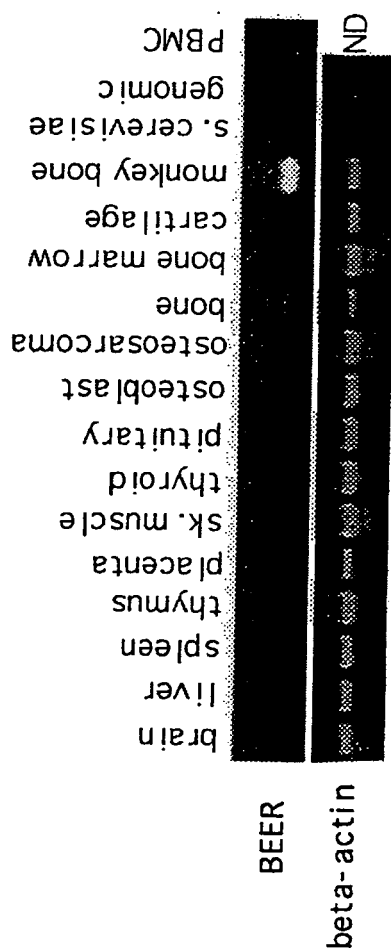 PBMC
genomic
s. cerevisiae
monkey bone
cartilage
bone marrow
bone
osteosarcoma
osteoblast
pituitary
thyroid
sk. muscle
placenta
thymus
spleen
liver
brain
BEER
beta-actin
ND